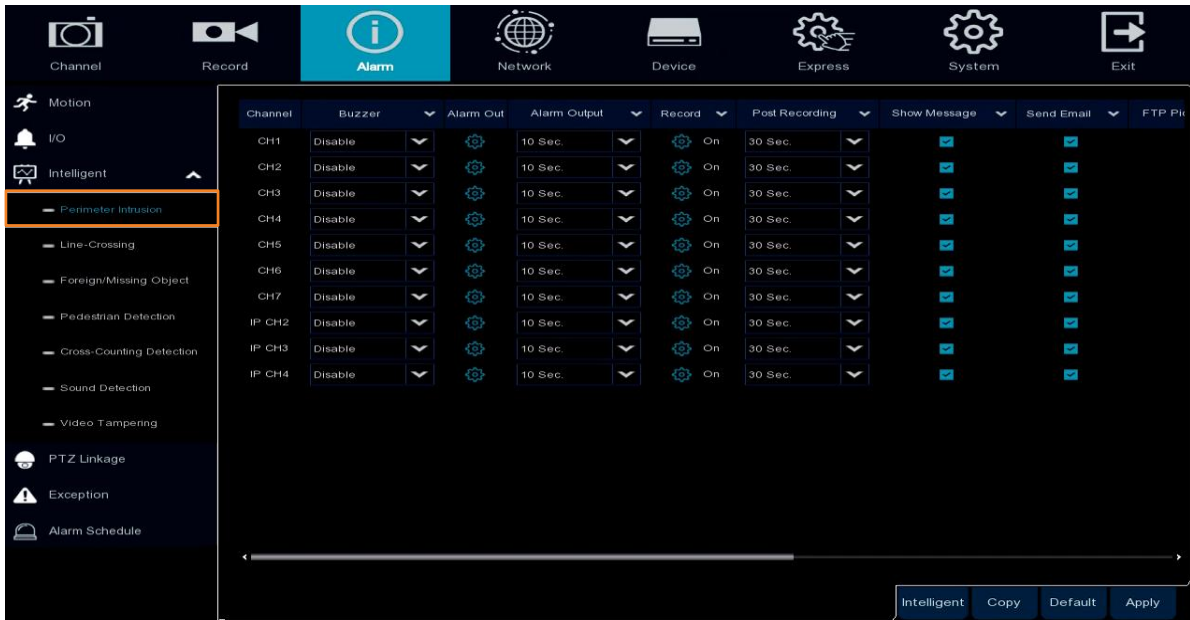 Channel Record Alarm Network Device Express System Exit
Motion
I/O
Intelligent
Perimeter Intrusion
Line-Crossing
Foreign/Missing Object
Pedestrian Detection
Cross-Counting Detection
Sound Detection
Video Tampering
PTZ Linkage
Exception
Alarm Schedule
Channel Buzzer Alarm Out Alarm Output Record Post Recording Show Message Send Email FTP
CH1 Disable 10 Sec. On 30 Sec.
CH2 Disable 10 Sec. On 30 Sec.
CH3 Disable 10 Sec. On 30 Sec.
CH4 Disable 10 Sec. On 30 Sec.
CH5 Disable 10 Sec. On 30 Sec.
CH6 Disable 10 Sec. On 30 Sec.
CH7 Disable 10 Sec. On 30 Sec.
IP CH2 Disable 10 Sec. On 30 Sec.
IP CH3 Disable 10 Sec. On 30 Sec.
IP CH4 Disable 10 Sec. On 30 Sec.
Intelligent Copy Default Apply